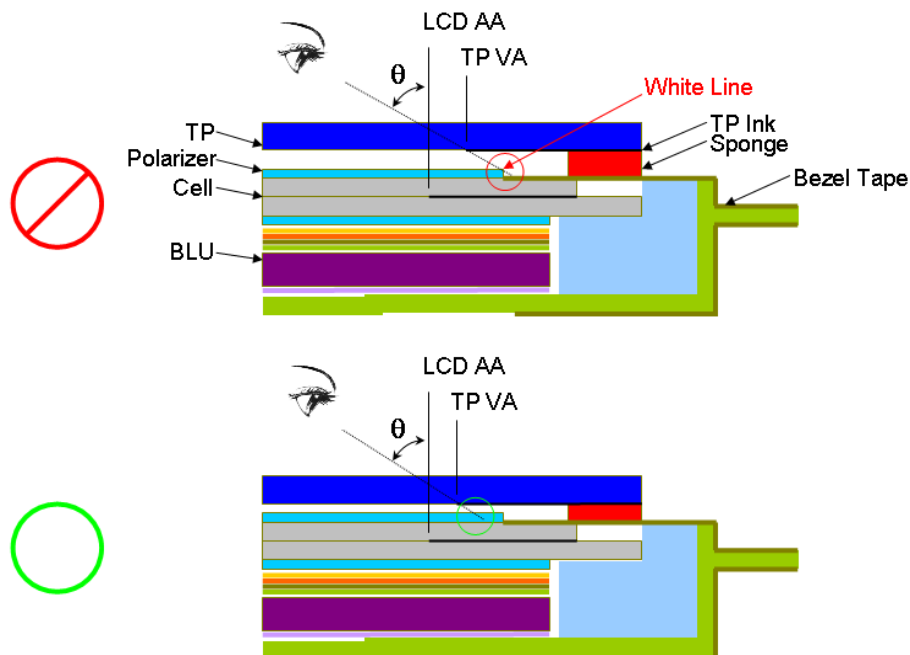 LCD AA
θ
TP VA
White Line
TP
TP Ink
Polarizer
Sponge
Cell
Bezel Tape
BLU
LCD AA
θ
TP VA